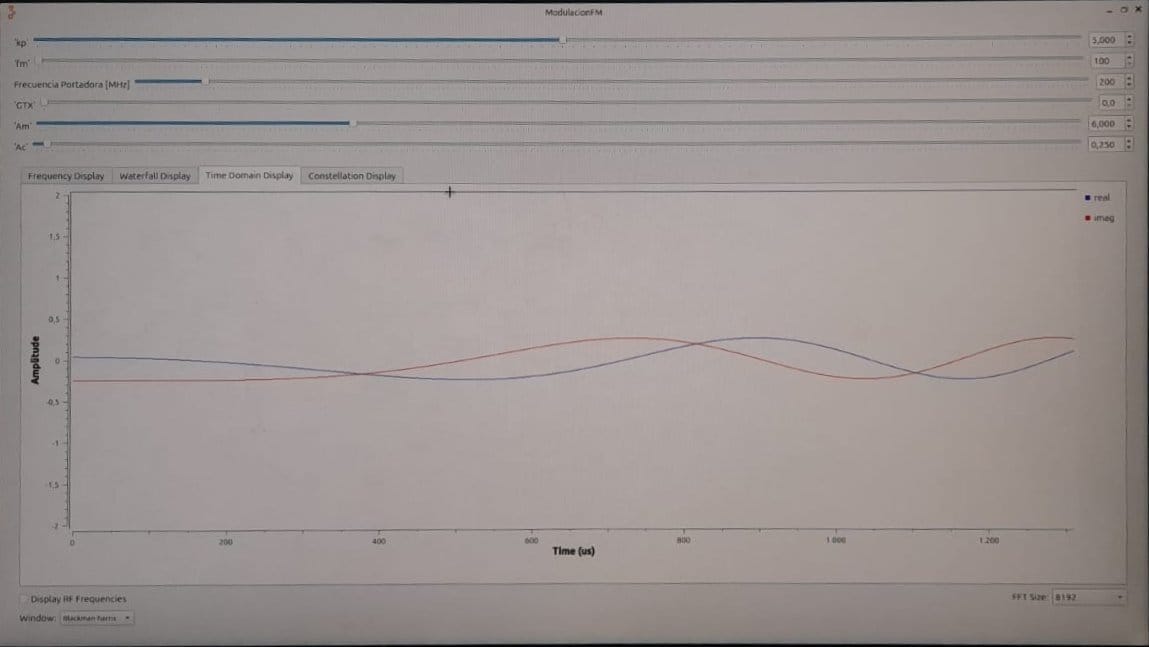 ModulacionFM
'kp' 5,000
'fm' 100
Frecuencia Portadora [MHz] 200
'GTX' 0,0
'Am' 6,000
'Ac' 0,250
Frequency Display Waterfall Display Time Domain Display Constellation Display
real
imag
2
1,5
1
0,5
0
-0,5
-1
-1,5
-2
Amplitude
0 200 400 600 800 1.000 1.200
Time (us)
Display RF Frequencies
FFT Size: 8192
Window: Blackman-harris